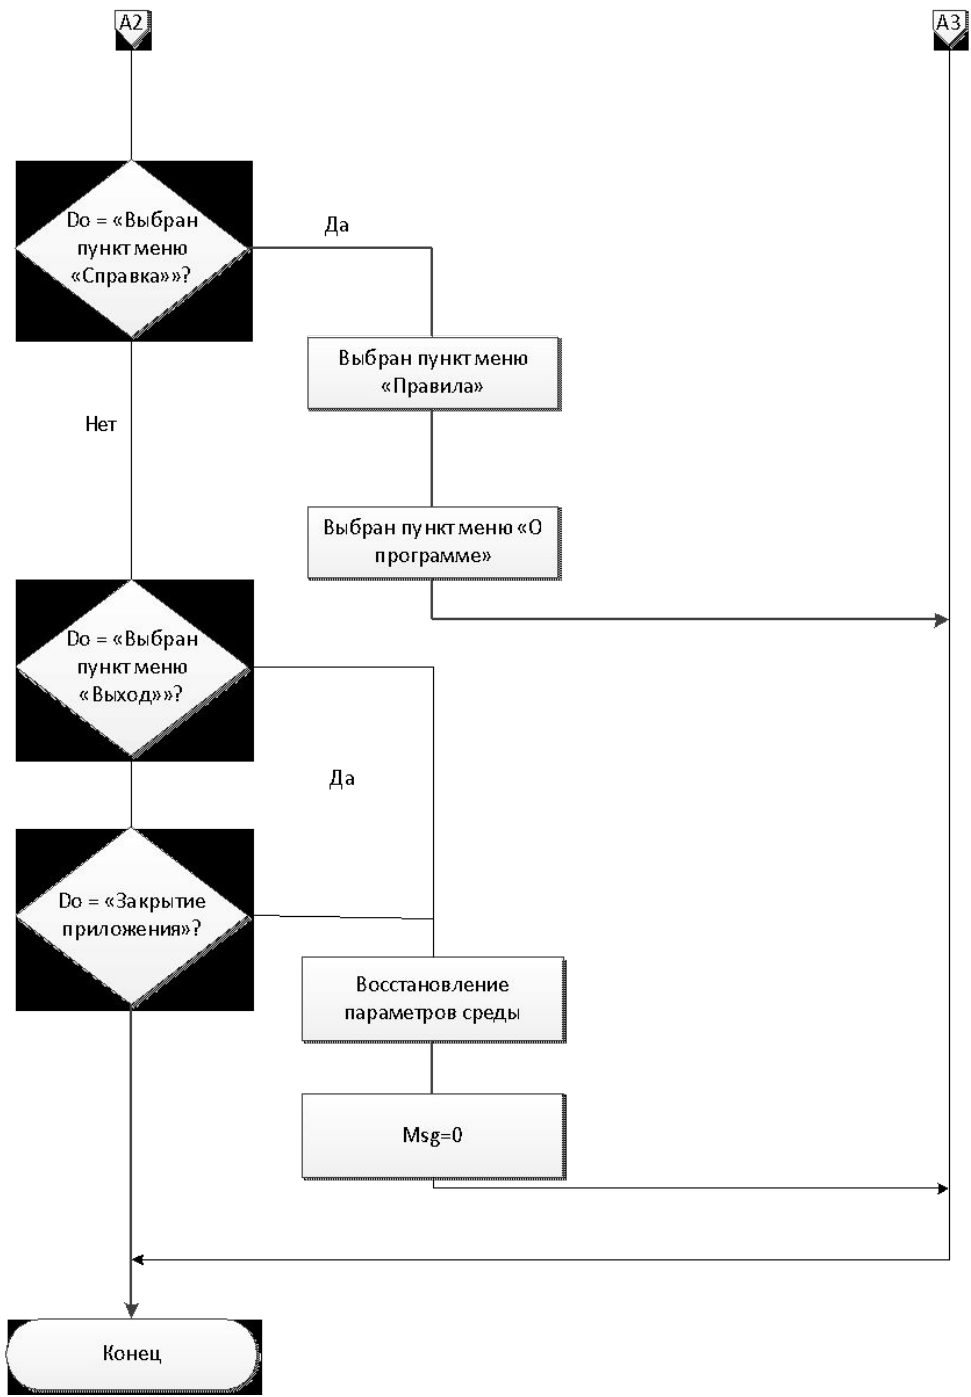 A2
A3
Do = «Выбран
пункт меню
«Справка»»?
Да
Выбран пункт меню
«Правила»
Нет
Выбран пункт меню «О
программе»
Do = «Выбран
пункт меню
«Выход»»?
Да
Do = «Закрытие
приложения»?
Восстановление
параметров среды
Msg=0
Конец